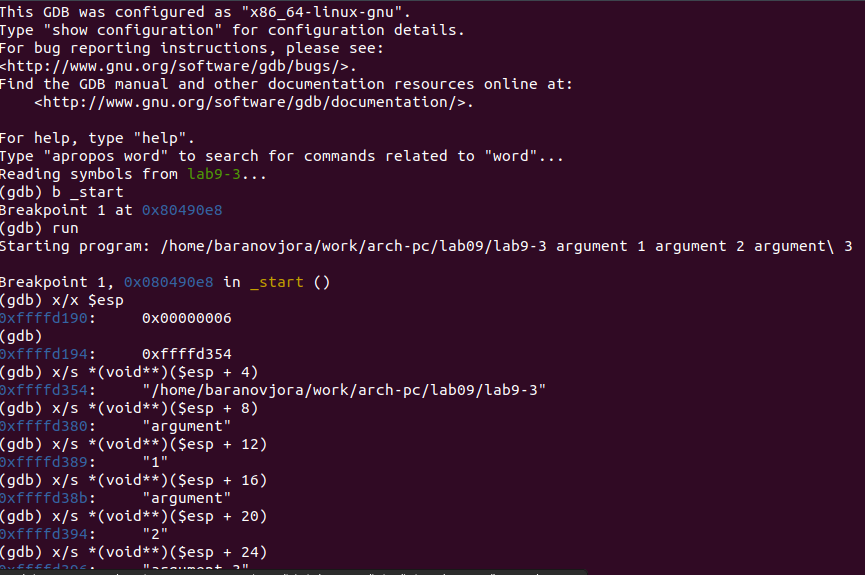 This GDB was configured as "x86_64-linux-gnu".
Type "show configuration" for configuration details.
For bug reporting instructions, please see:
<http://www.gnu.org/software/gdb/bugs/>.
Find the GDB manual and other documentation resources online at:
    <http://www.gnu.org/software/gdb/documentation/>.

For help, type "help".
Type "apropos word" to search for commands related to "word"...
Reading symbols from lab9-3...
(gdb) b _start
Breakpoint 1 at 0x80490e8
(gdb) run
Starting program: /home/baranovjora/work/arch-pc/lab09/lab9-3 argument 1 argument 2 argument\ 3

Breakpoint 1, 0x080490e8 in _start ()
(gdb) x/x $esp
0xffffd190:     0x00000006
(gdb)
0xffffd194:     0xffffd354
(gdb) x/s *(void**)($esp + 4)
0xffffd354:     "/home/baranovjora/work/arch-pc/lab09/lab9-3"
(gdb) x/s *(void**)($esp + 8)
0xffffd380:     "argument"
(gdb) x/s *(void**)($esp + 12)
0xffffd389:     "1"
(gdb) x/s *(void**)($esp + 16)
0xffffd38b:     "argument"
(gdb) x/s *(void**)($esp + 20)
0xffffd394:     "2"
(gdb) x/s *(void**)($esp + 24)
0xffffd396:     "argument 3"